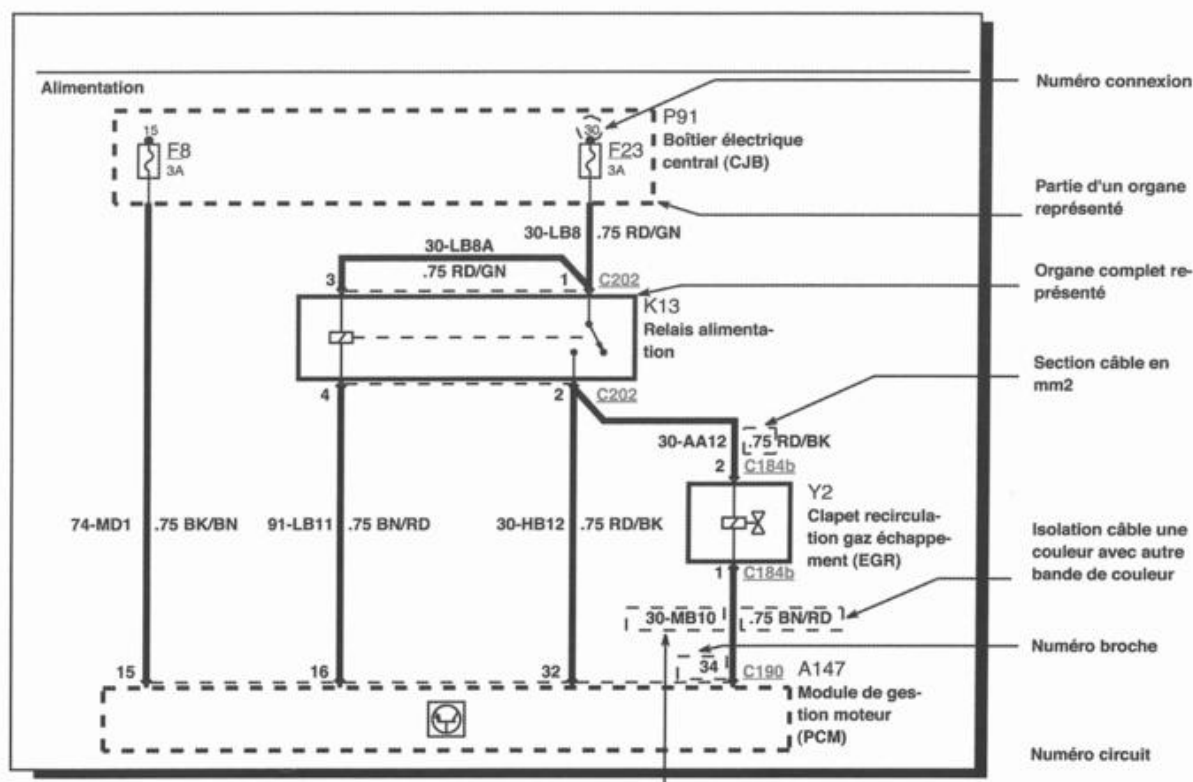 Alimentation
Numéro connexion
15
F8
3A
30
F23
3A
P91
Boîtier électrique
central (CJB)
Partie d'un organe
représenté
30-LB8
.75 RD/GN
30-LB8A
.75 RD/GN
3
1
C202
Organe complet re-
présenté
K13
Relais alimenta-
tion
4
2
C202
Section câble en
mm2
30-AA12
.75 RD/BK
2
C184b
Y2
Clapet recircula-
tion gaz échappe-
ment (EGR)
74-MD1
.75 BK/BN
91-LB11
.75 BN/RD
30-HB12
.75 RD/BK
Isolation câble une
couleur avec autre
bande de couleur
1
C184b
30-MB10
.75 BN/RD
Numéro broche
15
16
32
34
C190
A147
Module de ges-
tion moteur
(PCM)
Numéro circuit